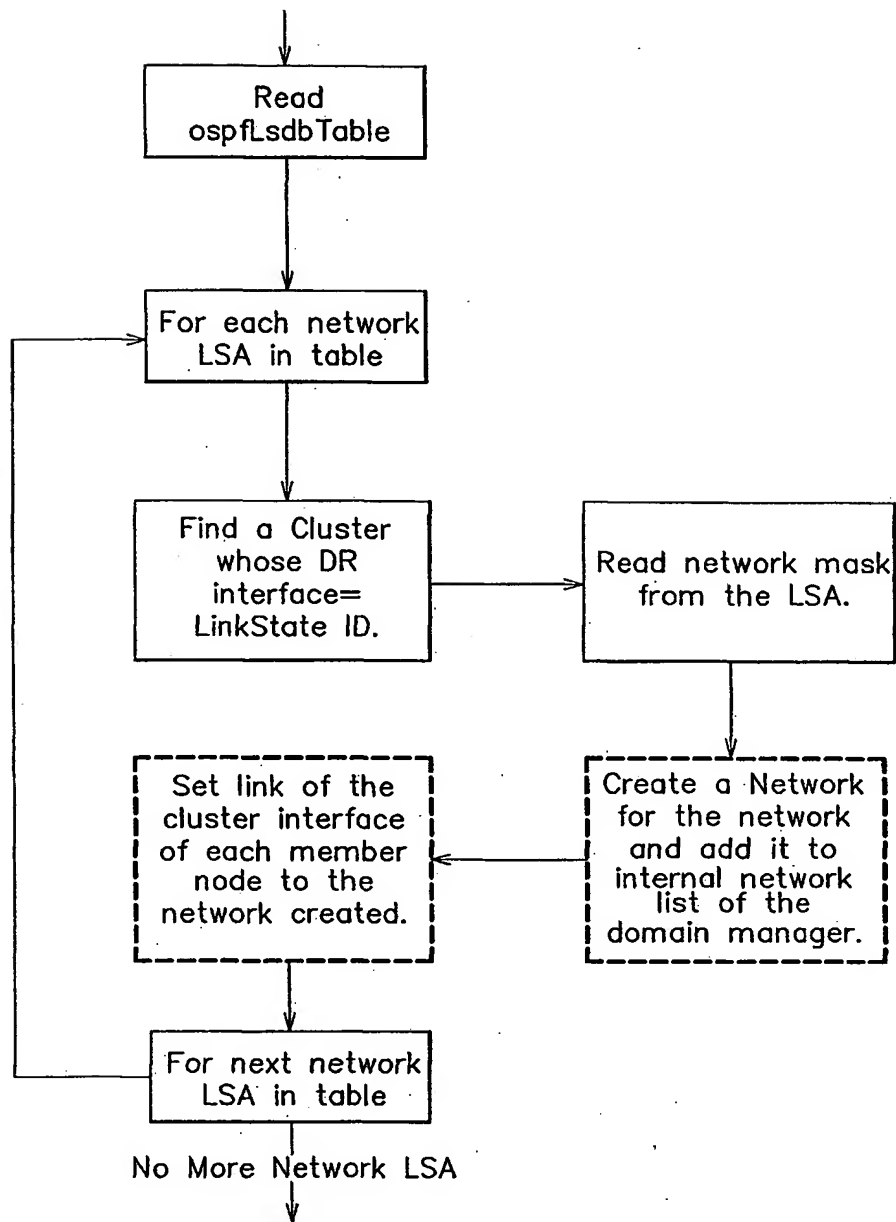 Read
ospfLsdbTable
For each network
LSA in table
Find a Cluster
whose DR
interface=
LinkState ID.
Read network mask
from the LSA.
Create a Network
for the network
and add it to
internal network
list of the
domain manager.
Set link of the
cluster interface
of each member
node to the
network created.
For next network
LSA in table
No More Network LSA